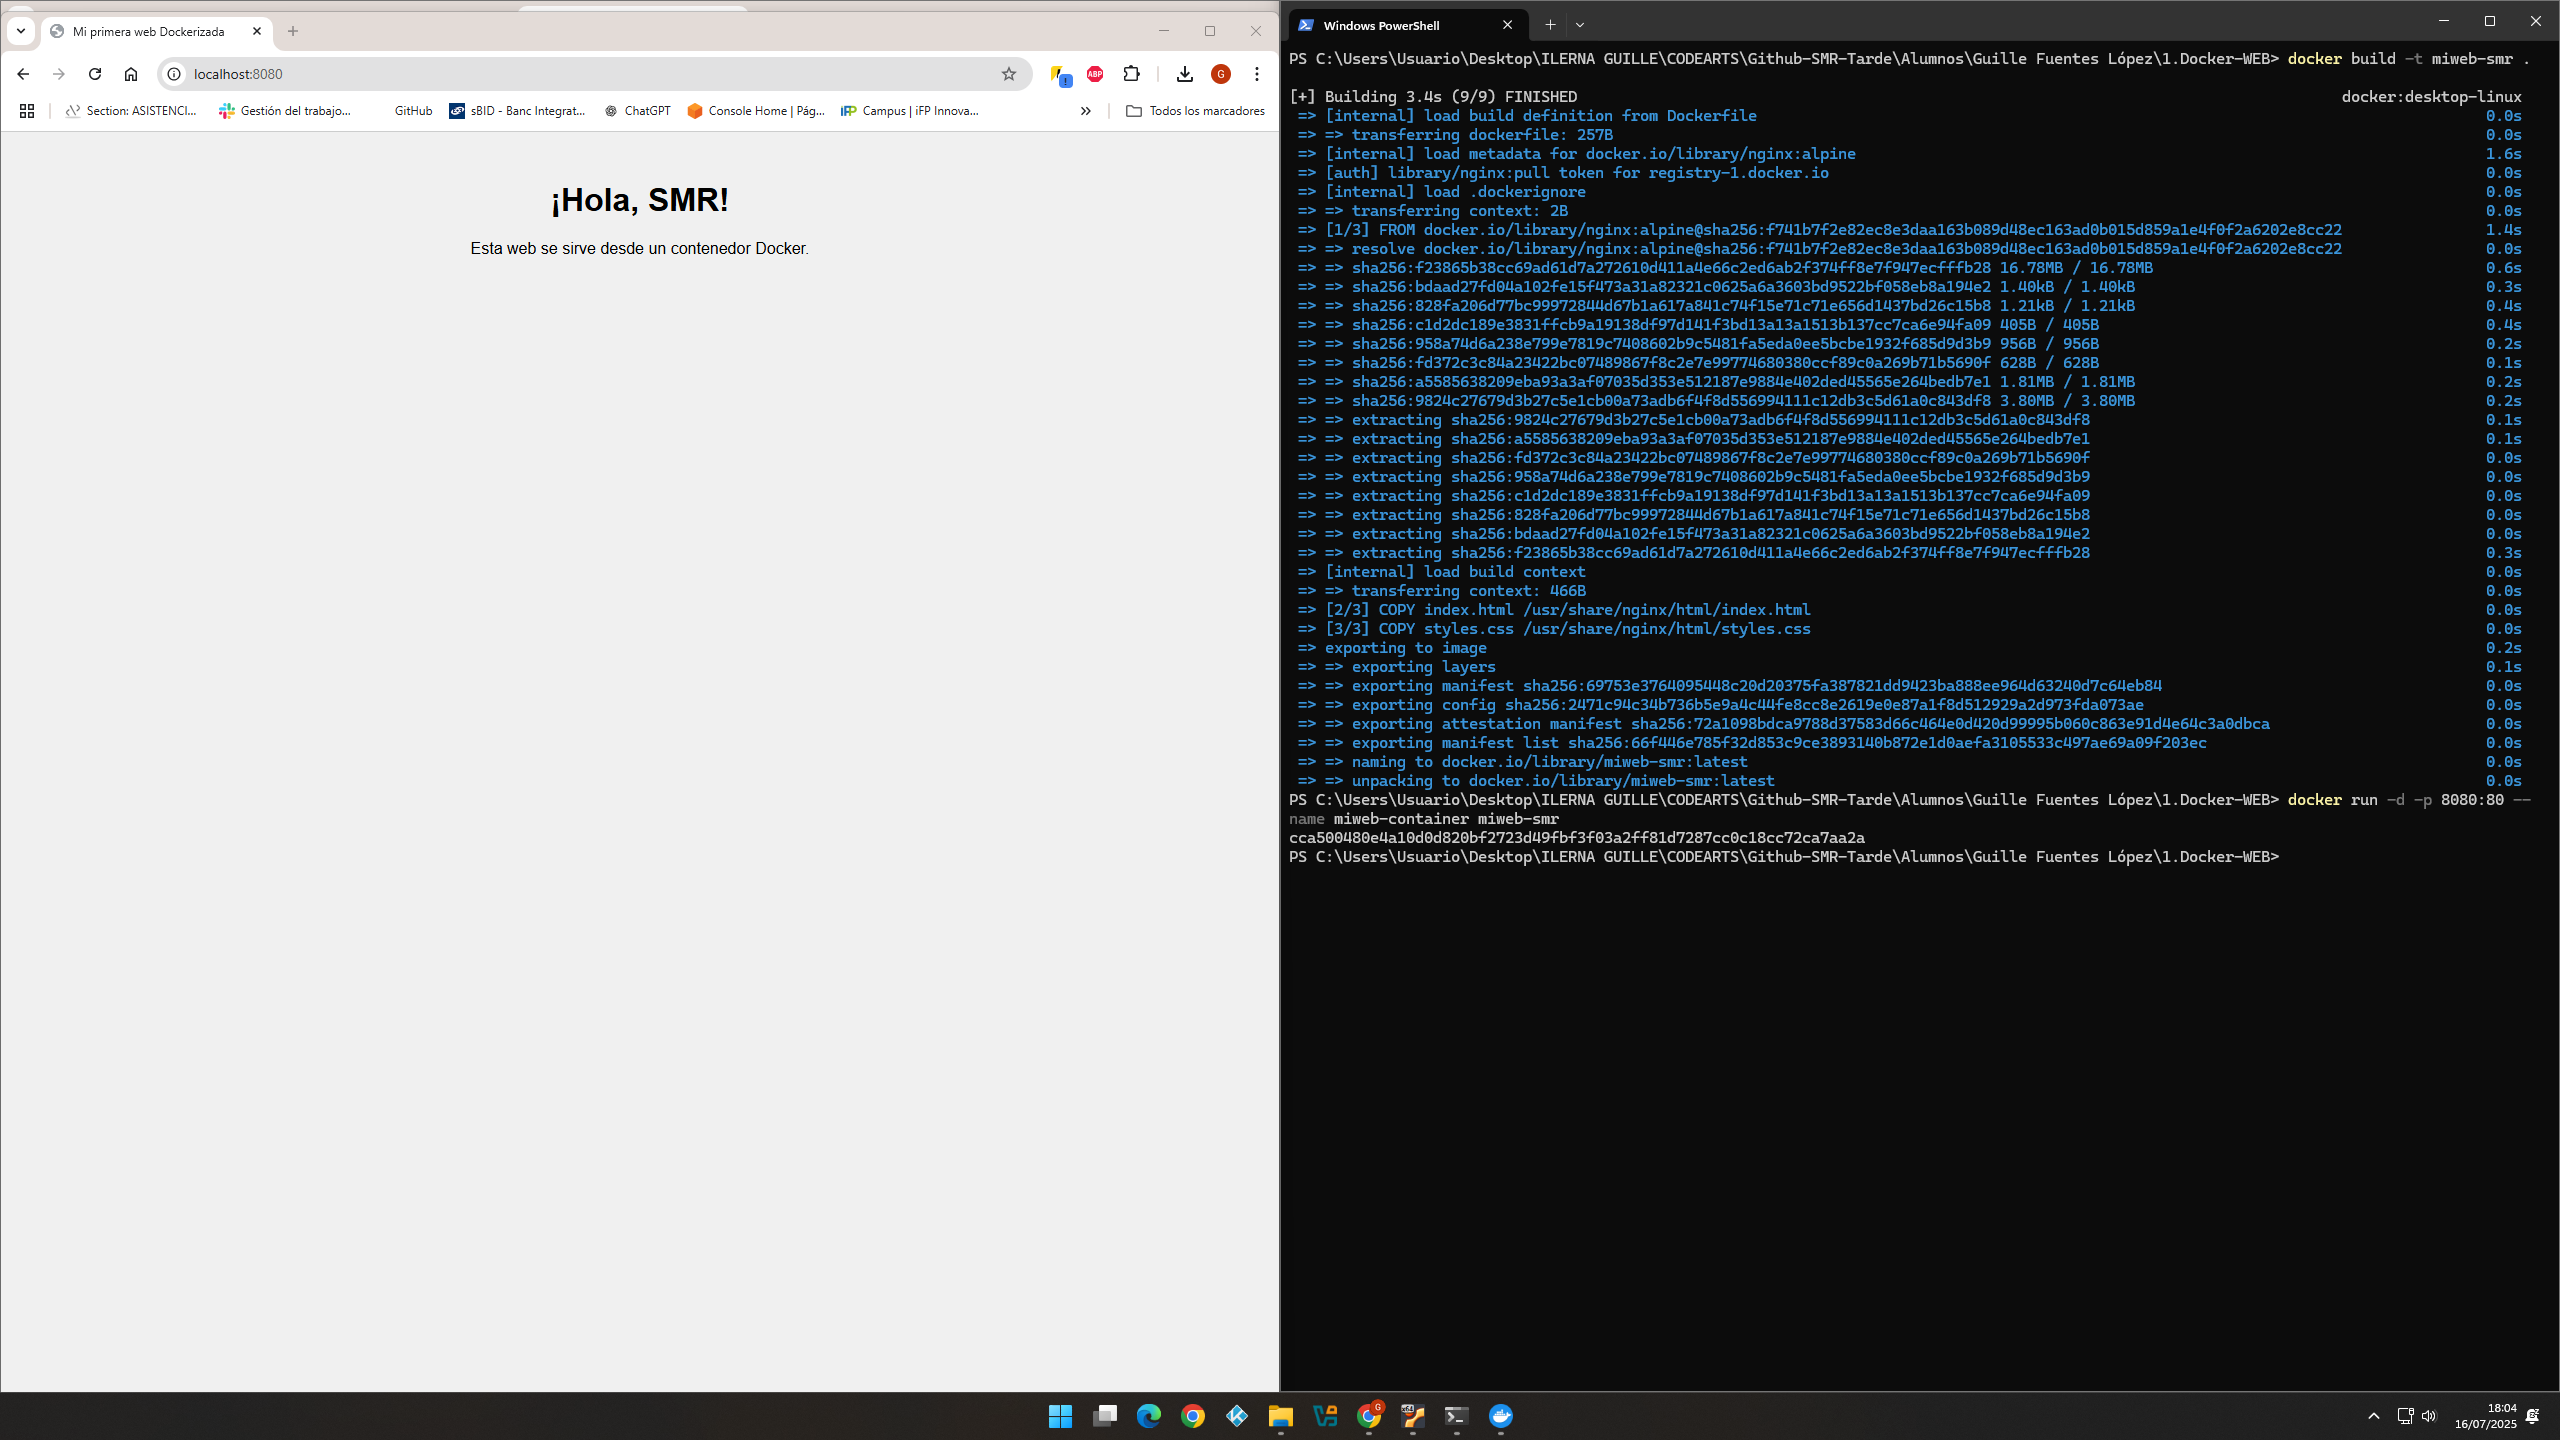 Mi primera web Dockerizada
localhost:8080
Section: ASISTENCI...
Gestión del trabajo...
GitHub
sBID - Banc Integrat...
ChatGPT
Console Home | Pág...
Campus | iFP Innova...
Todos los marcadores
¡Hola, SMR!
Esta web se sirve desde un contenedor Docker.
Windows PowerShell
PS C:\Users\Usuario\Desktop\ILERNA GUILLE\CODEARTS\Github-SMR-Tarde\Alumnos\Guille Fuentes López\1.Docker-WEB> docker build -t miweb-smr .
[+] Building 3.4s (9/9) FINISHED docker:desktop-linux
=> [internal] load build definition from Dockerfile 0.0s
=> => transferring dockerfile: 257B 0.0s
=> [internal] load metadata for docker.io/library/nginx:alpine 1.6s
=> [auth] library/nginx:pull token for registry-1.docker.io 0.0s
=> [internal] load .dockerignore 0.0s
=> => transferring context: 2B 0.0s
=> [1/3] FROM docker.io/library/nginx:alpine@sha256:f741b7f2e82ec8e3daa163b089d48ec163ad0b015d859a1e4f0f2a6202e8cc22 1.4s
=> => resolve docker.io/library/nginx:alpine@sha256:f741b7f2e82ec8e3daa163b089d48ec163ad0b015d859a1e4f0f2a6202e8cc22 0.0s
=> => sha256:f23865b38cc69ad61d7a272610d411a4e66c2ed6ab2f374ff8e7f947ecfffb28 16.78MB / 16.78MB 0.6s
=> => sha256:bdaad27fd04a102fe15f473a31a82321c0625a6a3603bd9522bf058eb8a194e2 1.40kB / 1.40kB 0.3s
=> => sha256:828fa206d77bc99972844d67b1a617a841c74f15e71c71e656d1437bd26c15b8 1.21kB / 1.21kB 0.4s
=> => sha256:c1d2dc189e3831ffcb9a19138df97d141f3bd13a13a1513b137cc7ca6e94fa09 405B / 405B 0.4s
=> => sha256:958a74d6a238e799e7819c7408602b9c5481fa5eda0ee5bcbe1932f685d9d3b9 956B / 956B 0.2s
=> => sha256:fd372c3c84a23422bc07489867f8c2e7e99774680380ccf89c0a269b71b5690f 628B / 628B 0.1s
=> => sha256:a5585638209eba93a3af07035d353e512187e9884e402ded45565e264bedb7e1 1.81MB / 1.81MB 0.2s
=> => sha256:9824c27679d3b27c5e1cb00a73adb6f4f8d556994111c12db3c5d61a0c843df8 3.80MB / 3.80MB 0.2s
=> => extracting sha256:9824c27679d3b27c5e1cb00a73adb6f4f8d556994111c12db3c5d61a0c843df8 0.1s
=> => extracting sha256:a5585638209eba93a3af07035d353e512187e9884e402ded45565e264bedb7e1 0.1s
=> => extracting sha256:fd372c3c84a23422bc07489867f8c2e7e99774680380ccf89c0a269b71b5690f 0.0s
=> => extracting sha256:958a74d6a238e799e7819c7408602b9c5481fa5eda0ee5bcbe1932f685d9d3b9 0.0s
=> => extracting sha256:c1d2dc189e3831ffcb9a19138df97d141f3bd13a13a1513b137cc7ca6e94fa09 0.0s
=> => extracting sha256:828fa206d77bc99972844d67b1a617a841c74f15e71c71e656d1437bd26c15b8 0.0s
=> => extracting sha256:bdaad27fd04a102fe15f473a31a82321c0625a6a3603bd9522bf058eb8a194e2 0.0s
=> => extracting sha256:f23865b38cc69ad61d7a272610d411a4e66c2ed6ab2f374ff8e7f947ecfffb28 0.3s
=> [internal] load build context 0.0s
=> => transferring context: 466B 0.0s
=> [2/3] COPY index.html /usr/share/nginx/html/index.html 0.0s
=> [3/3] COPY styles.css /usr/share/nginx/html/styles.css 0.0s
=> exporting to image 0.2s
=> => exporting layers 0.1s
=> => exporting manifest sha256:69753e3764095448c20d20375fa387821dd9423ba888ee964d63240d7c64eb84 0.0s
=> => exporting config sha256:2471c94c34b736b5e9a4c44fe8cc8e2619e0e87a1f8d512929a2d973fda073ae 0.0s
=> => exporting attestation manifest sha256:72a1098bdca9788d37583d66c464e0d420d99995b060c863e91d4e64c3a0dbca 0.0s
=> => exporting manifest list sha256:66f446e785f32d853c9ce3893140b872e1d0aefa3105533c497ae69a09f203ec 0.0s
=> => naming to docker.io/library/miweb-smr:latest 0.0s
=> => unpacking to docker.io/library/miweb-smr:latest 0.0s
PS C:\Users\Usuario\Desktop\ILERNA GUILLE\CODEARTS\Github-SMR-Tarde\Alumnos\Guille Fuentes López\1.Docker-WEB> docker run -d -p 8080:80 --
name miweb-container miweb-smr
cca500480e4a10d0d820bf2723d49fbf3f03a2ff81d7287cc0c18cc72ca7aa2a
PS C:\Users\Usuario\Desktop\ILERNA GUILLE\CODEARTS\Github-SMR-Tarde\Alumnos\Guille Fuentes López\1.Docker-WEB>
18:04
16/07/2025